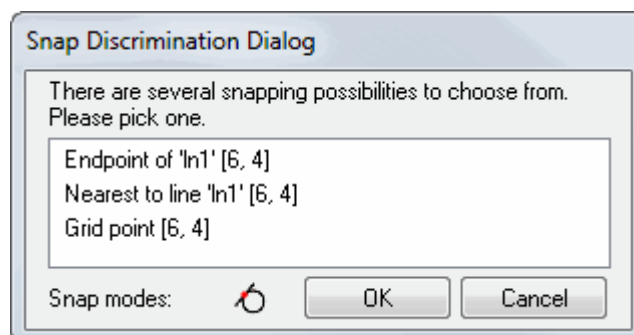 Snap Discrimination Dialog
There are several snapping possibilities to choose from.
Please pick one.
Endpoint of 'ln1' [6, 4]
Nearest to line 'ln1' [6, 4]
Grid point [6, 4]
Snap modes:
OK
Cancel